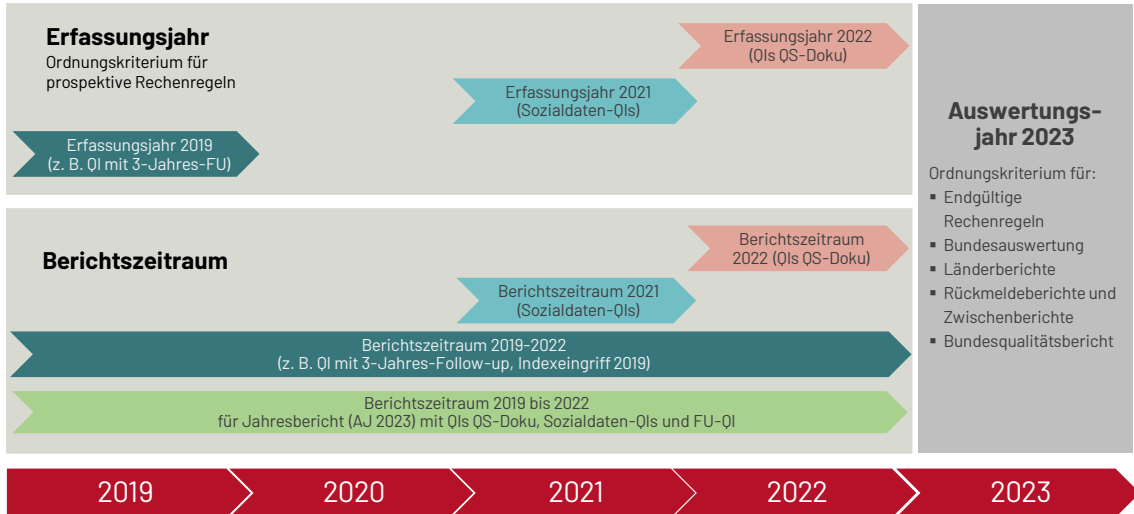 Erfassungsjahr
Ordnungskriterium für
prospektive Rechenregeln
Erfassungsjahr 2022
(QIs QS-Doku)
Erfassungsjahr 2021
(Sozialdaten-QIs)
Erfassungsjahr 2019
(z. B. QI mit 3-Jahres-FU)
Berichtszeitraum
Berichtszeitraum
2022 (QIs QS-Doku)
Berichtszeitraum 2021
(Sozialdaten-QIs)
Berichtszeitraum 2019-2022
(z. B. QI mit 3-Jahres-Follow-up, Indexeingriff 2019)
Berichtszeitraum 2019 bis 2022
für Jahresbericht (AJ 2023) mit QIs QS-Doku, Sozialdaten-QIs und FU-QI
Auswertungs-
jahr 2023
Ordnungskriterium für:
▪ Endgültige
Rechenregeln
▪ Bundesauswertung
▪ Länderberichte
▪ Rückmeldeberichte und
Zwischenberichte
▪ Bundesqualitätsbericht
2019 2020 2021 2022 2023